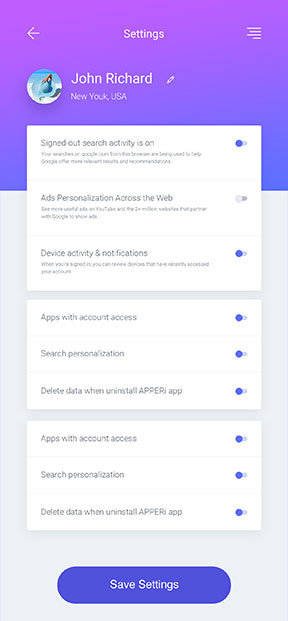 Settings
John Richard
New Youk, USA
Signed-out search activity is on
Your searches on google.com from this browser are being used to help
Google offer more relevant results and recommendations.
Ads Personalization Across the Web
See more useful ads on YouTube and the 2+ million websites that partner
with Google to show ads.
Device activity & notifications
When you're signed in, you can review devices that have recently accessed
your account.
Apps with account access
Search personalization
Delete data when uninstall APPERi app
Apps with account access
Search personalization
Delete data when uninstall APPERi app
Save Settings